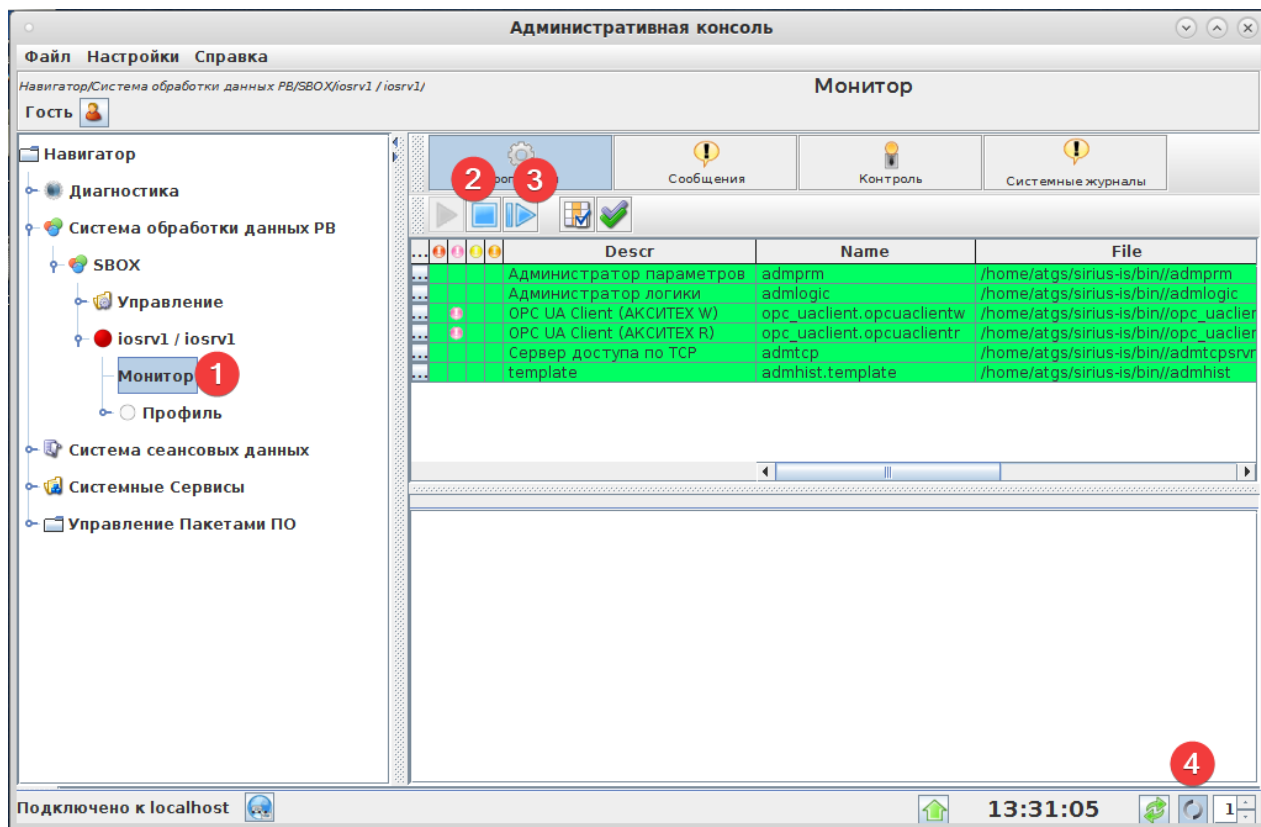 Административная консоль
Файл Настройки Справка
Навигатор/Система обработки данных РВ/SBOX/iosrv1 / iosrv1/
Монитор
Гость
Навигатор
Диагностика
Система обработки данных РВ
SBOX
Управление
iosrv1 / iosrv1
Монитор 1
Профиль
Система сеансовых данных
Системные Сервисы
Управление Пакетами ПО
2 3
Сообщения
Контроль
Системные журналы
... Descr Name File
... Администратор параметров admprm /home/atgs/sirius-is/bin//admprm
... Администратор логики admlogic /home/atgs/sirius-is/bin//admlogic
... OPC UA Client (АКСИТЕХ W) opc_uaclient.opcuaclientw /home/atgs/sirius-is/bin//opc_uaclier
... OPC UA Client (АКСИТЕХ R) opc_uaclient.opcuaclientr /home/atgs/sirius-is/bin//opc_uaclier
... Сервер доступа по TCP admtcp /home/atgs/sirius-is/bin//admtcpsrvr
... template admhist.template /home/atgs/sirius-is/bin//admhist
4
Подключено к localhost
13:31:05
1